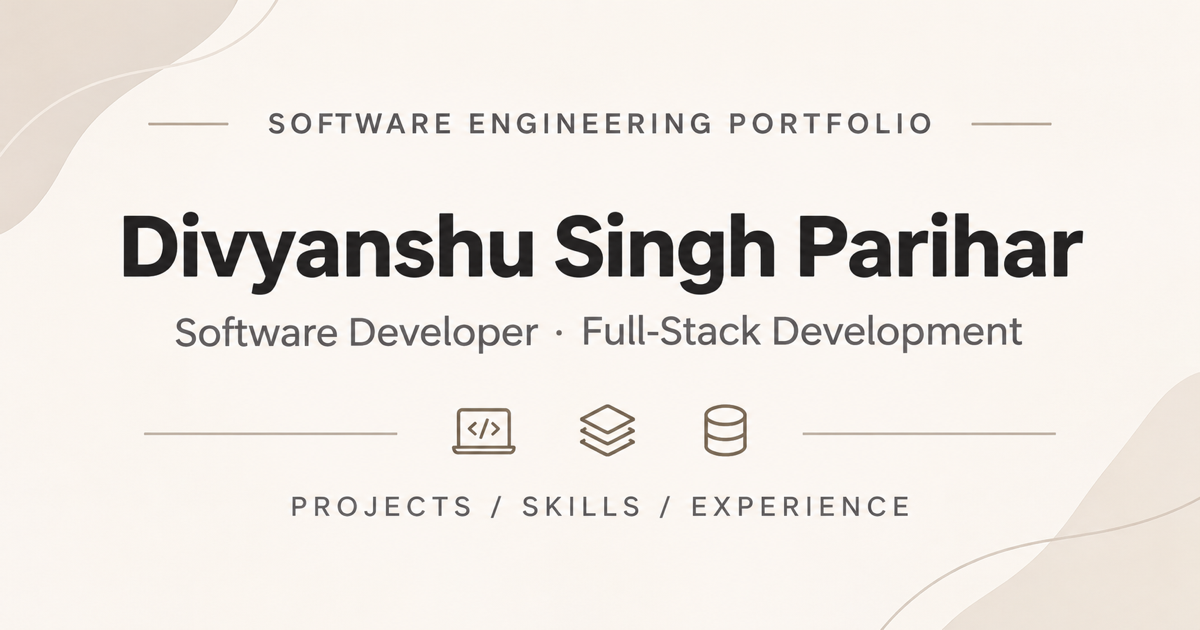 SOFTWARE ENGINEERING PORTFOLIO
Divyanshu Singh Parihar
Software Developer · Full-Stack Development
</>
PROJECTS / SKILLS / EXPERIENCE